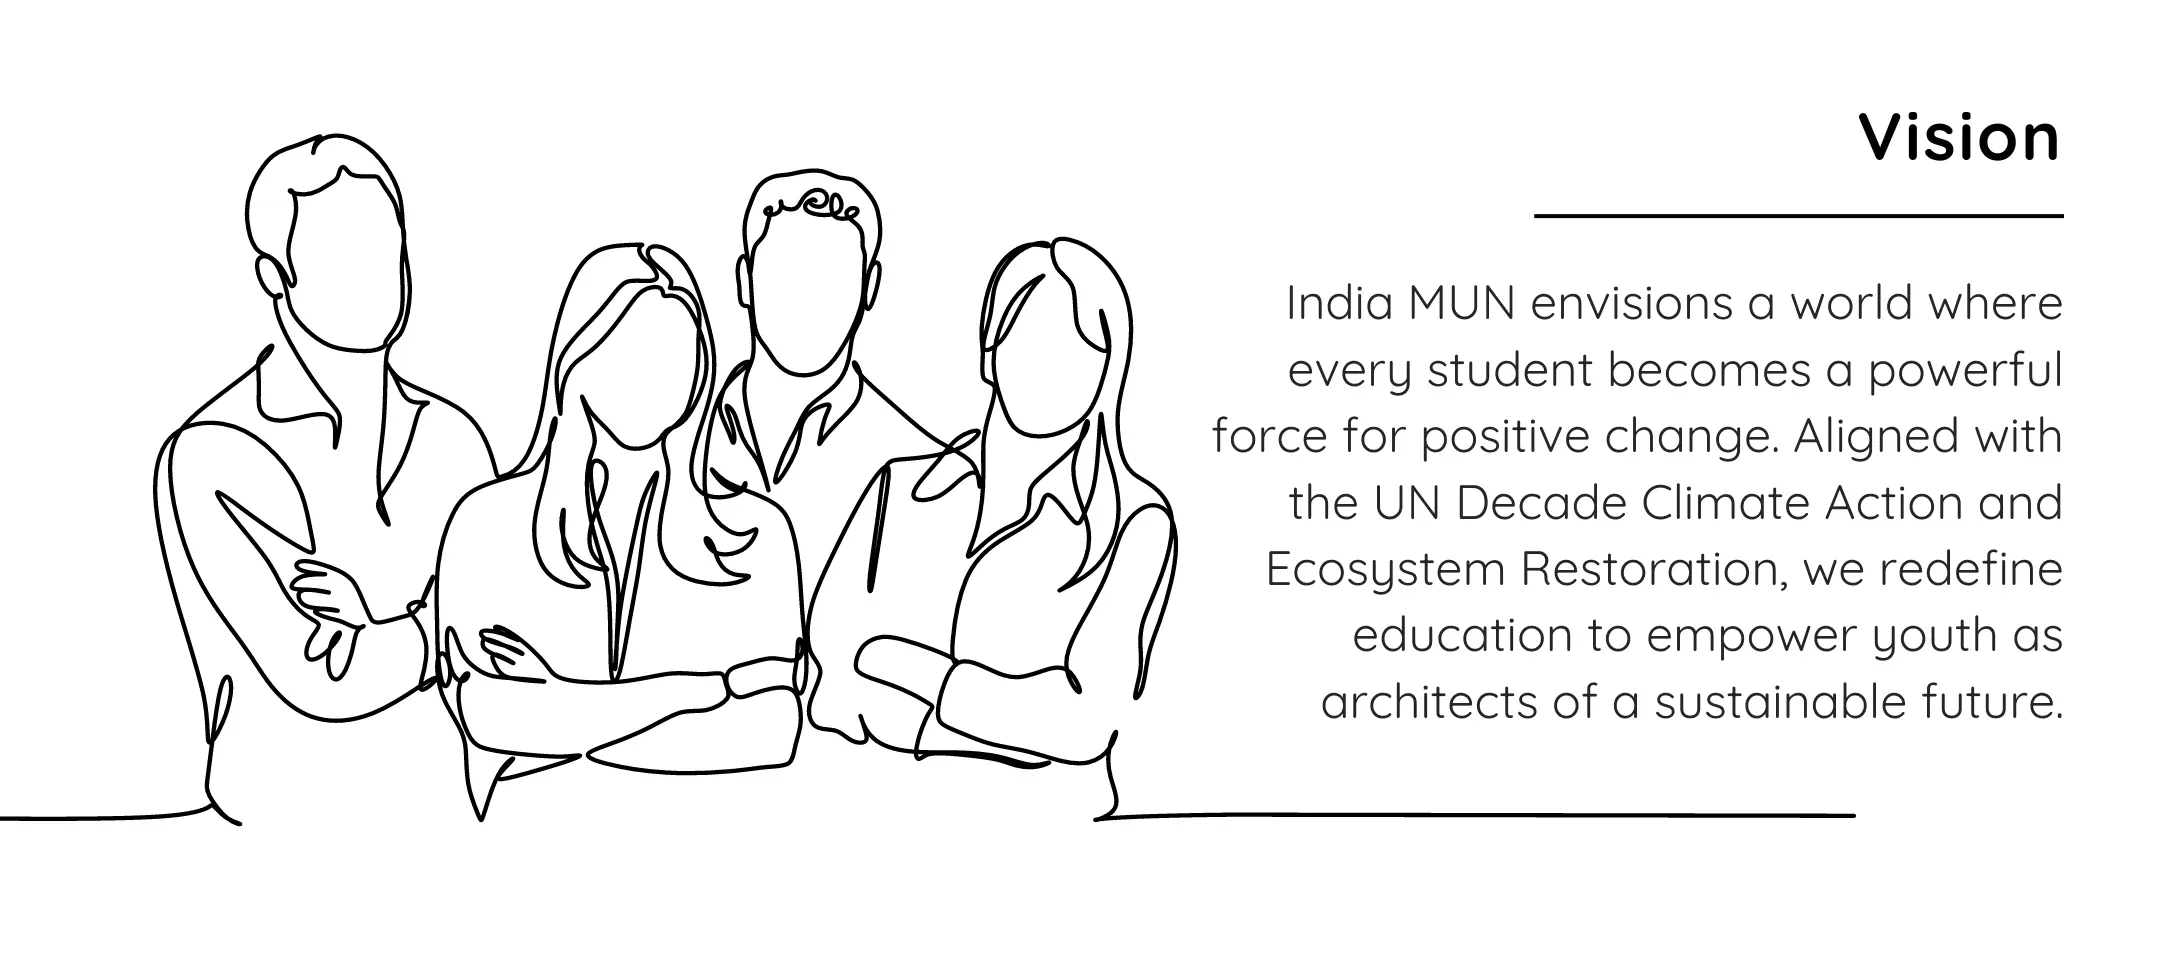 Vision
India MUN envisions a world where
every student becomes a powerful
force for positive change. Aligned with
the UN Decade Climate Action and
Ecosystem Restoration, we redefine
education to empower youth as
architects of a sustainable future.